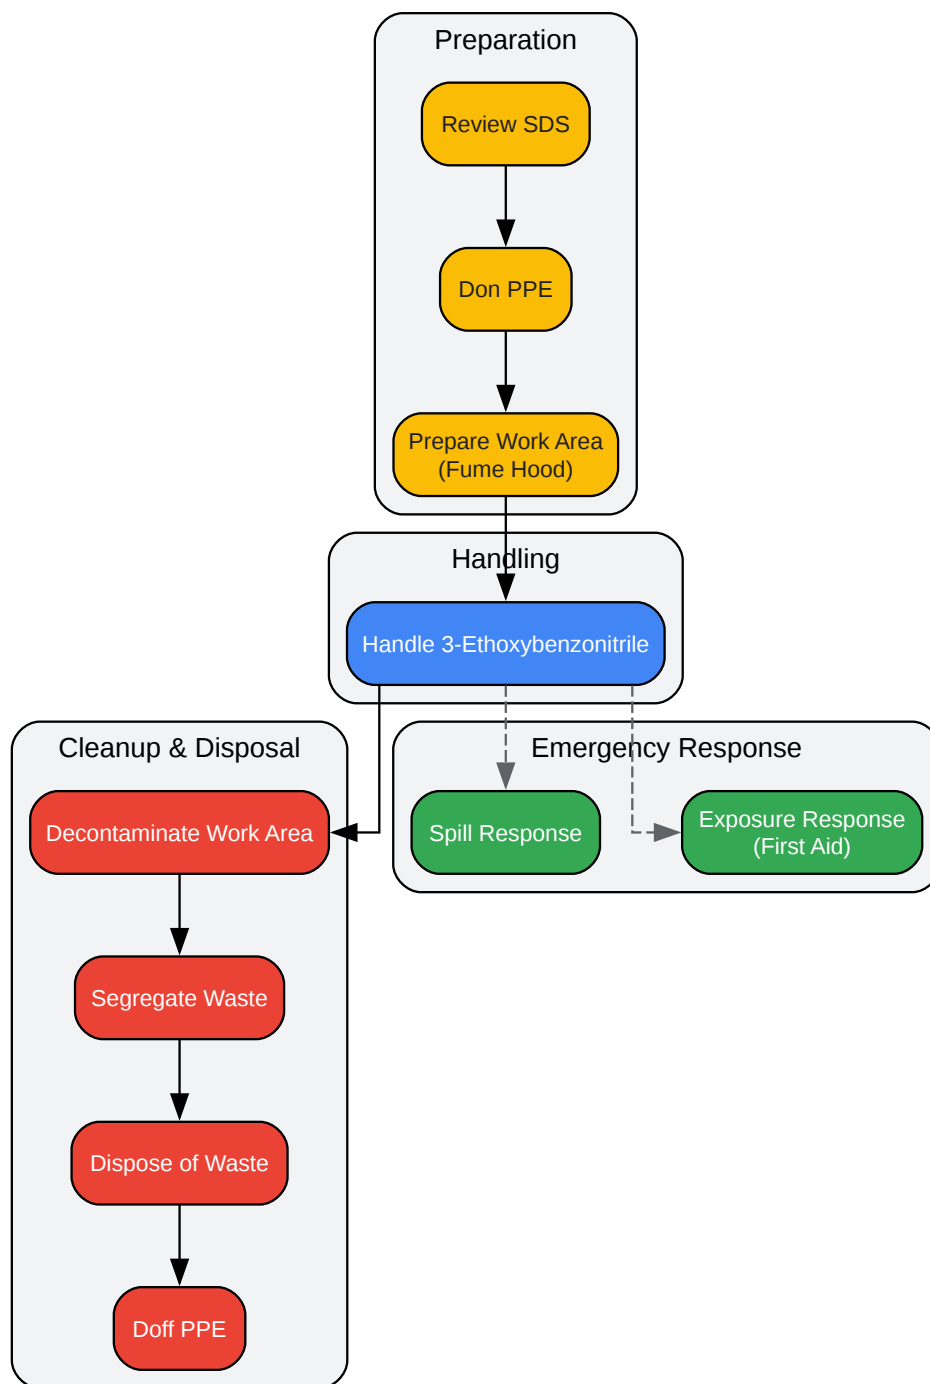 Preparation
Review SDS
Don PPE
Prepare Work Area
(Fume Hood)
Handling
Handle 3-Ethoxybenzonitrile
Cleanup & Disposal
Decontaminate Work Area
Segregate Waste
Dispose of Waste
Doff PPE
Emergency Response
Spill Response
Exposure Response
(First Aid)